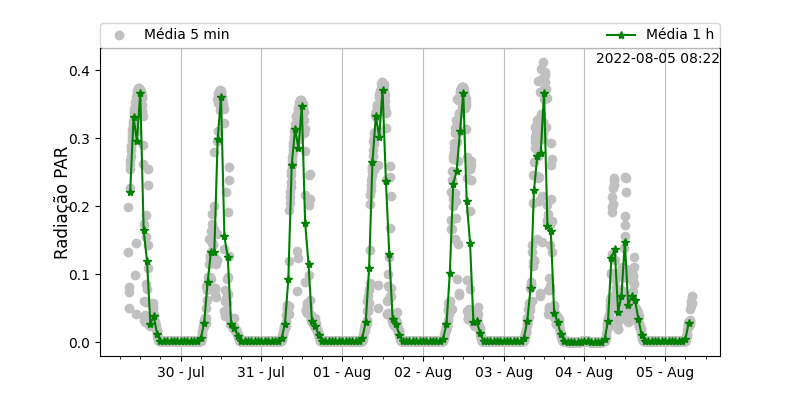 Média 5 min
Média 1 h
2022-08-05 08:22
Radiação PAR
0.4
0.3
0.2
0.1
0.0
30 - Jul
31 - Jul
01 - Aug
02 - Aug
03 - Aug
04 - Aug
05 - Aug